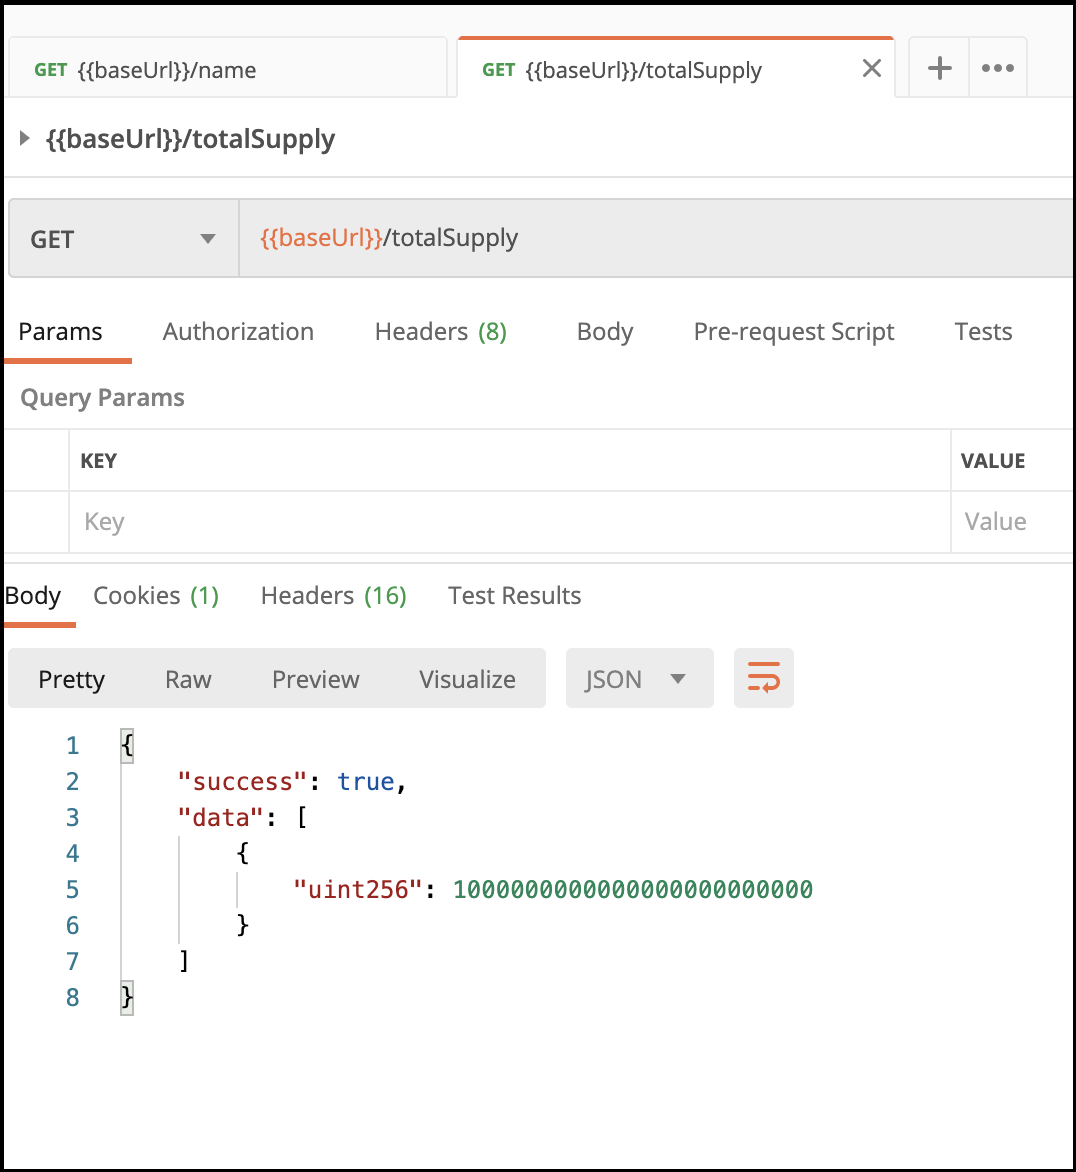 GET {{baseUrl}}/name
GET {{baseUrl}}/totalSupply
{{baseUrl}}/totalSupply
GET {{baseUrl}}/totalSupply
Params Authorization Headers (8) Body Pre-request Script Tests
Query Params
KEY VALUE
Key Value
Body Cookies (1) Headers (16) Test Results
Pretty Raw Preview Visualize JSON
1 {
2 "success": true,
3 "data": [
4 {
5 "uint256": 1000000000000000000000000
6 }
7 ]
8 }